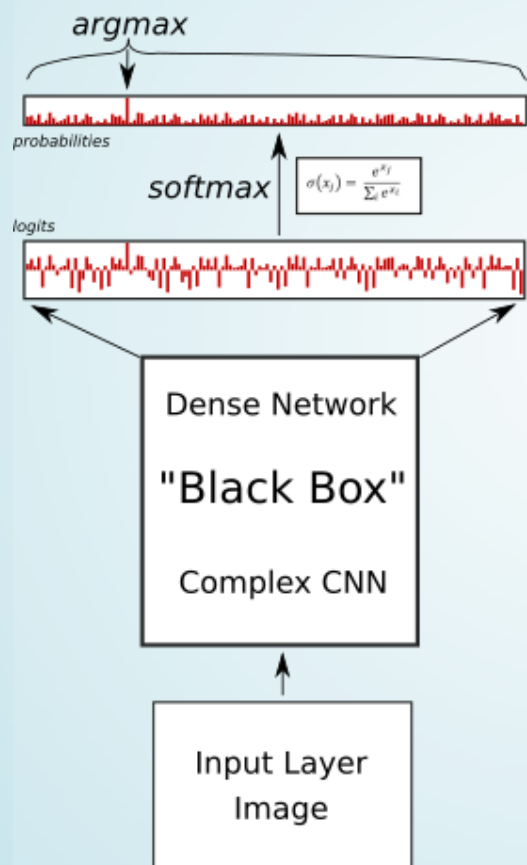 argmax
probabilities
softmax
σ(xⱼ) = e^{xⱼ} / Σᵢ e^{xᵢ}
logits
Dense Network
"Black Box"
Complex CNN
Input Layer
Image